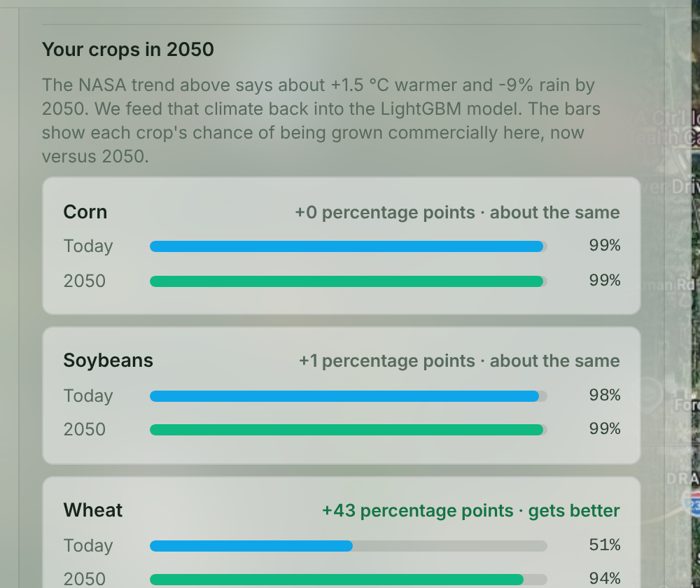 Your crops in 2050
The NASA trend above says about +1.5 °C warmer and -9% rain by
2050. We feed that climate back into the LightGBM model. The bars
show each crop's chance of being grown commercially here, now
versus 2050.
Corn
+0 percentage points · about the same
Today
99%
2050
99%
Soybeans
+1 percentage points · about the same
Today
98%
2050
99%
Wheat
+43 percentage points · gets better
Today
51%
2050
94%